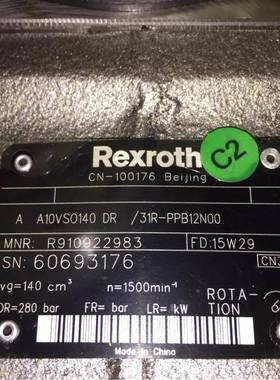 C2
Rexroth
CN-100176 Beijing
A A10VSO140 DR /31R-PPB12N00
MNR: R910922983 FD:15W29
SN: 60693176
vg=140 cm³ n=1500min⁻¹ ROTA-
DR=280 bar FR= bar LR= kW TION
Made in China